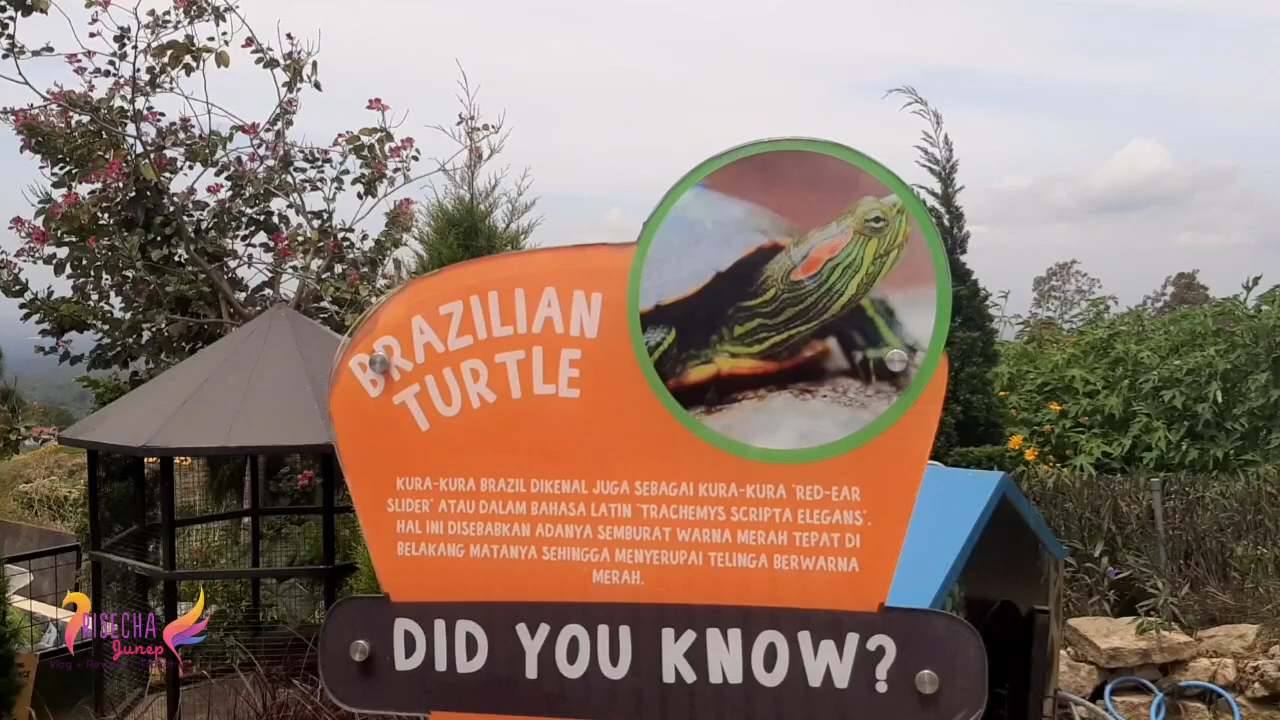 BRAZILIAN
TURTLE
KURA-KURA BRAZIL DIKENAL JUGA SEBAGAI KURA-KURA "RED-EAR
SLIDER" ATAU DALAM BAHASA LATIN "TRACHEMYS SCRIPTA ELEGANS".
HAL INI DISEBABKAN ADANYA SEMBURAT WARNA MERAH TEPAT DI
BELAKANG MATANYA SEHINGGA MENYERUPAI TELINGA BERWARNA
MERAH.
DID YOU KNOW?
RISECHA
Junep
Vlog +